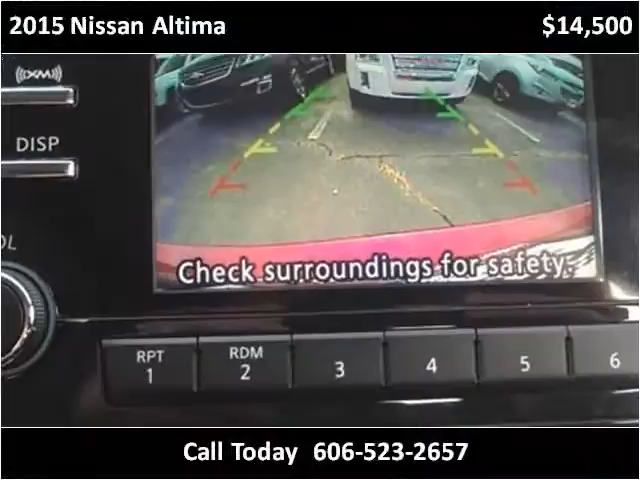 2015 Nissan Altima $14,500
((XM))
DISP
OL
Check surroundings for safety.
RPT RDM
1 2 3 4 5 6
Call Today 606-523-2657